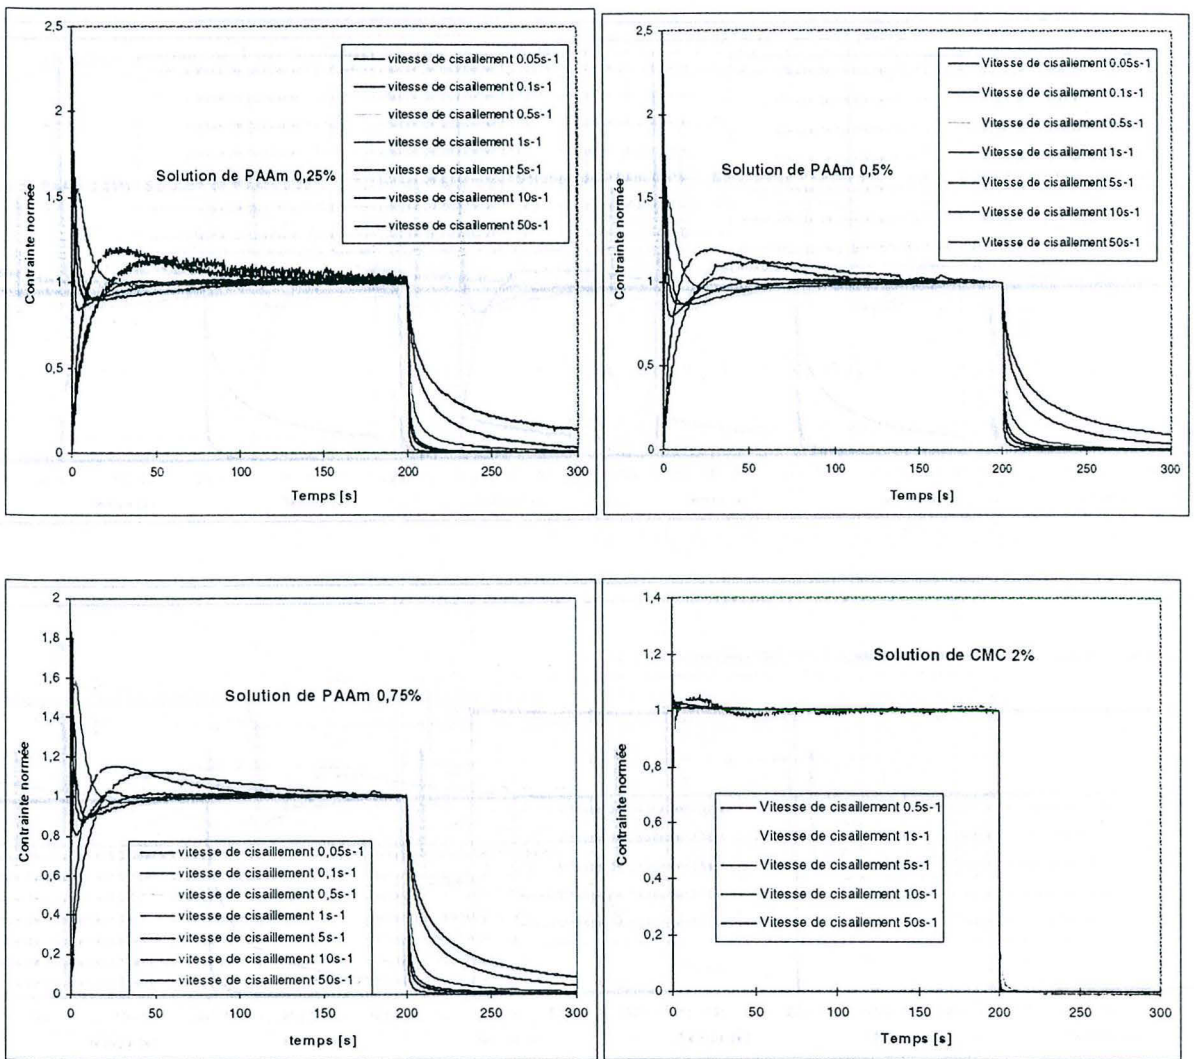 2,5
2
1,5
1
0,5
0
0
50
100
150
200
250
300
Contrainte normée
Temps [s]
Solution de PAAm 0,25%
vitesse de cisaillement 0.05s-1
vitesse de cisaillement 0.1s-1
vitesse de cisaillement 0.5s-1
vitesse de cisaillement 1s-1
vitesse de cisaillement 5s-1
vitesse de cisaillement 10s-1
vitesse de cisaillement 50s-1
2,5
2
1,5
1
0,5
0
0
50
100
150
200
250
300
Contrainte normée
Temps [s]
Solution de PAAm 0,5%
Vitesse de cisaillement 0.05s-1
Vitesse de cisaillement 0.1s-1
Vitesse de cisaillement 0.5s-1
Vitesse de cisaillement 1s-1
Vitesse de cisaillement 5s-1
Vitesse de cisaillement 10s-1
Vitesse de cisaillement 50s-1
2
1,8
1,6
1,4
1,2
1
0,8
0,6
0,4
0,2
0
0
50
100
150
200
250
300
Contrainte normée
temps [s]
Solution de PAAm 0,75%
vitesse de cisaillement 0,05s-1
vitesse de cisaillement 0,1s-1
vitesse de cisaillement 0,5s-1
vitesse de cisaillement 1s-1
vitesse de cisaillement 5s-1
vitesse de cisaillement 10s-1
vitesse de cisaillement 50s-1
1,4
1,2
1
0,8
0,6
0,4
0,2
0
0
50
100
150
200
250
300
Contrainte normée
Temps [s]
Solution de CMC 2%
Vitesse de cisaillement 0.5s-1
Vitesse de cisaillement 1s-1
Vitesse de cisaillement 5s-1
Vitesse de cisaillement 10s-1
Vitesse de cisaillement 50s-1